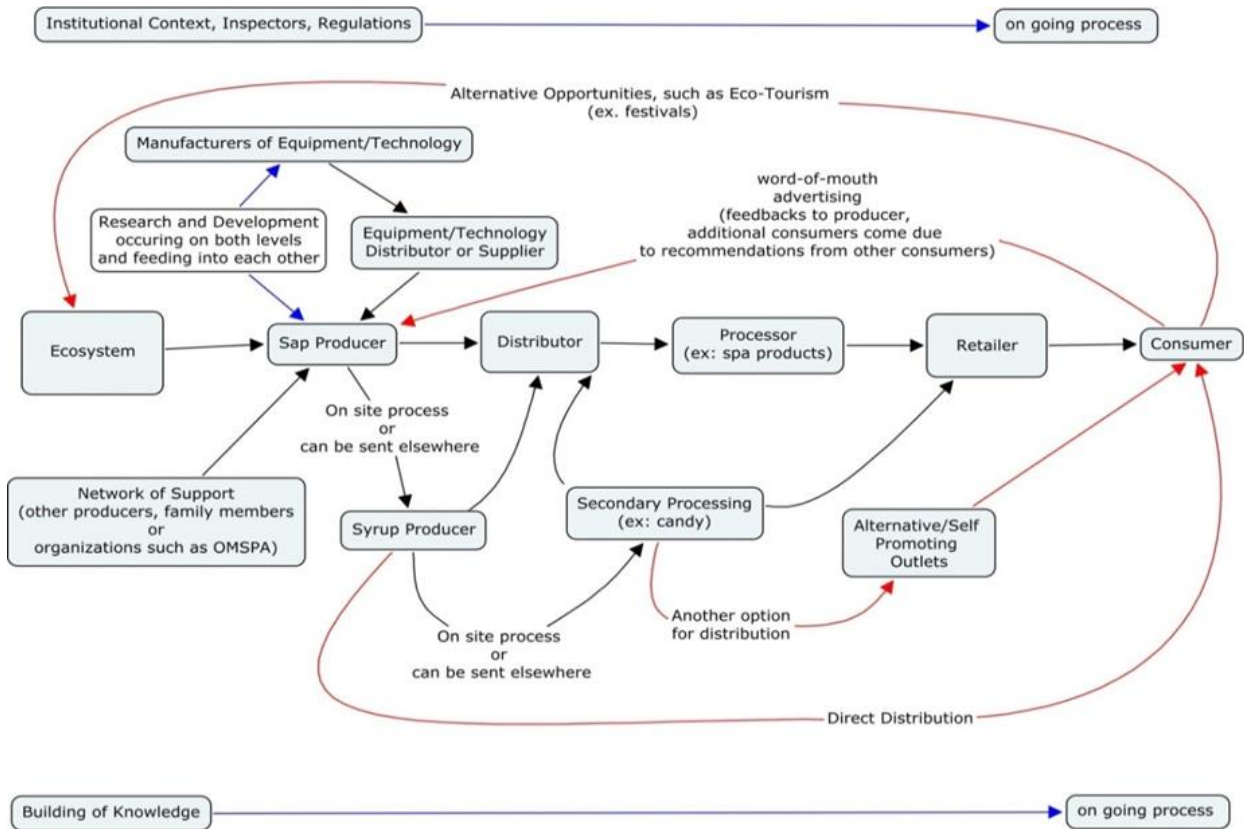 Institutional Context, Inspectors, Regulations
on going process
Alternative Opportunities, such as Eco-Tourism
(ex. festivals)
Manufacturers of Equipment/Technology
word-of-mouth
advertising
(feedbacks to producer,
additional consumers come due
to recommendations from other consumers)
Research and Development
occuring on both levels
and feeding into each other
Equipment/Technology
Distributor or Supplier
Ecosystem
Sap Producer
Distributor
Processor
(ex: spa products)
Retailer
Consumer
On site process
or
can be sent elsewhere
Network of Support
(other producers, family members
or
organizations such as OMSPA)
Syrup Producer
Secondary Processing
(ex: candy)
Alternative/Self
Promoting
Outlets
Another option
for distribution
On site process
or
can be sent elsewhere
Direct Distribution
Building of Knowledge
on going process